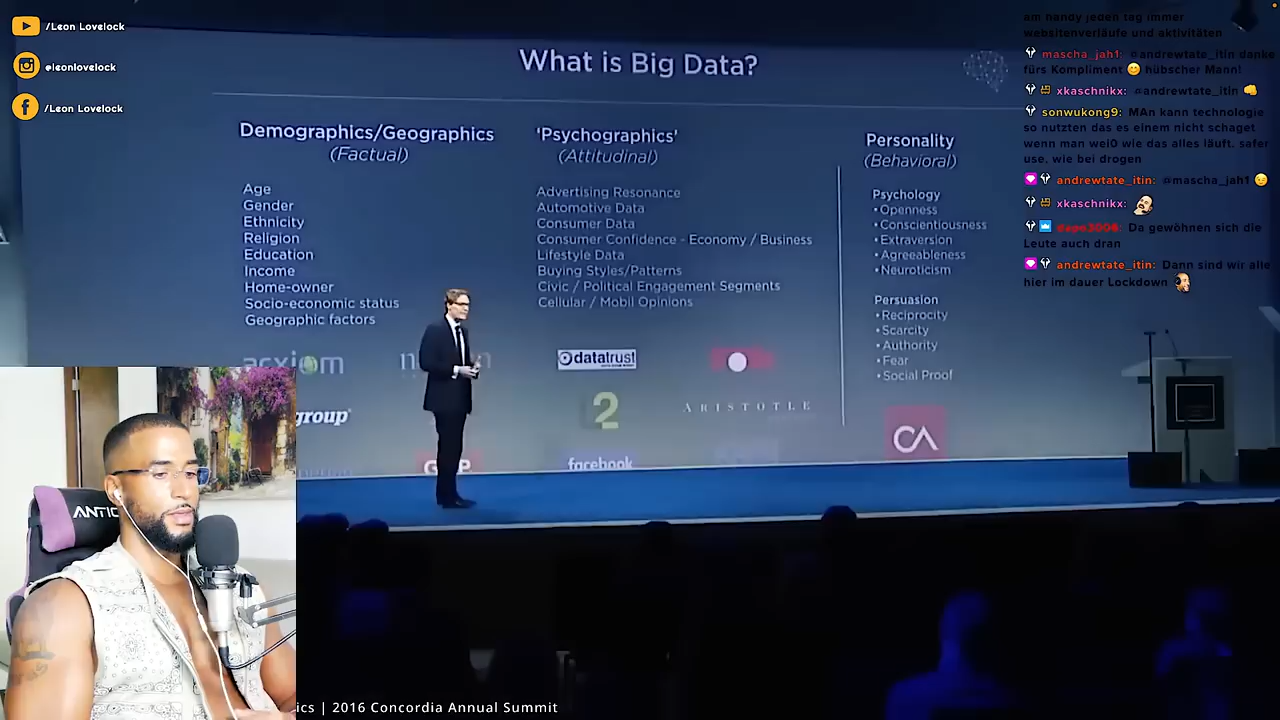 /Leon Lovelock
@leonlovelock
/Leon Lovelock
What is Big Data?
Demographics/Geographics
(Factual)
Age
Gender
Ethnicity
Religion
Education
Income
Home-owner
Socio-economic status
Geographic factors
'Psychographics'
(Attitudinal)
Advertising Resonance
Automotive Data
Consumer Data
Consumer Confidence - Economy / Business
Lifestyle Data
Buying Styles/Patterns
Civic / Political Engagement Segments
Cellular / Mobil Opinions
Personality
(Behavioral)
Psychology
•Openness
•Conscientiousness
•Extraversion
•Agreeableness
•Neuroticism
Persuasion
•Reciprocity
•Scarcity
•Authority
•Fear
•Social Proof
group
datatrust
2
ARISTOTLE
facebook
CA
ANTIC
ics | 2016 Concordia Annual Summit
am handy jeden tag immer
websitenverläufe und aktivitäten
mascha_jah1: @andrewtate_itin danke
fürs Kompliment 😊 hübscher Mann!
xkaschnikx: @andrewtate_itin 👊
sonwukong9: MAn kann technologie
so nutzten das es einem nicht schaget
wenn man wei0 wie das alles läuft. safer
use, wie bei drogen
andrewtate_itin: @mascha_jah1 😉
xkaschnikx:
Da gewöhnen sich die
Leute auch dran
andrewtate_itin: Dann sind wir alle
hier im dauer Lockdown